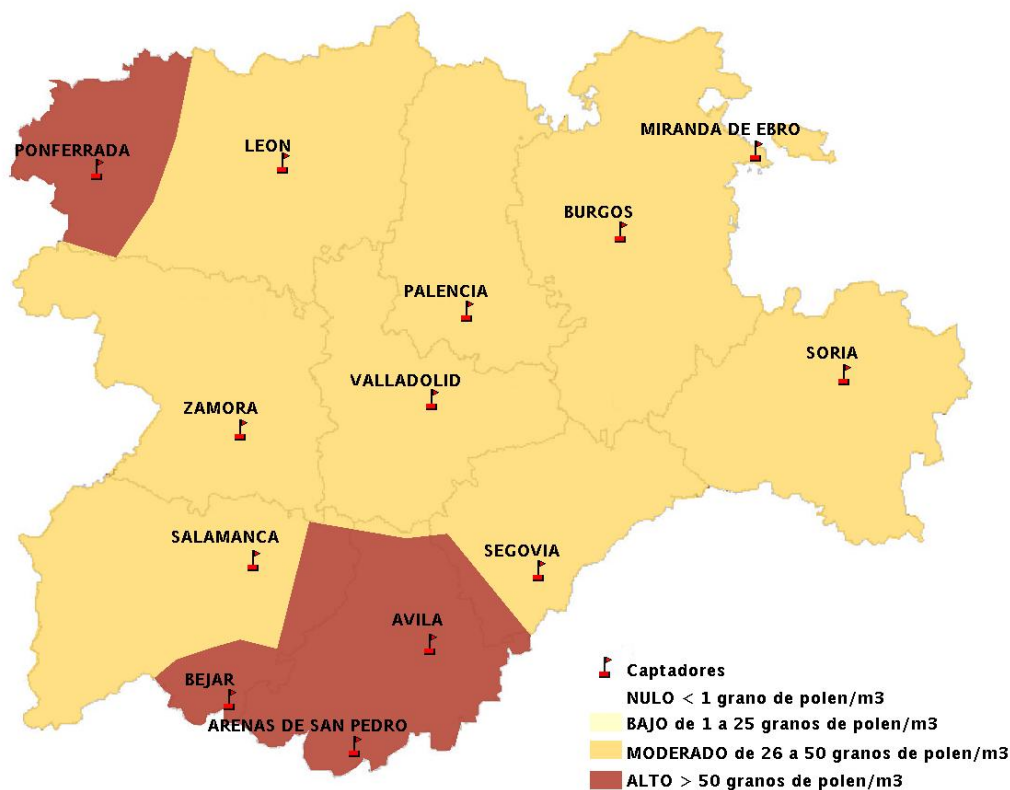 MIRANDA DE EBRO
PONFERRADA
LEON
BURGOS
PALENCIA
SORIA
VALLADOLID
ZAMORA
SALAMANCA
SEGOVIA
AVILA
BEJAR
ARENAS DE SAN PEDRO
Captadores
NULO < 1 grano de polen/m3
BAJO de 1 a 25 granos de polen/m3
MODERADO de 26 a 50 granos de polen/m3
ALTO > 50 granos de polen/m3